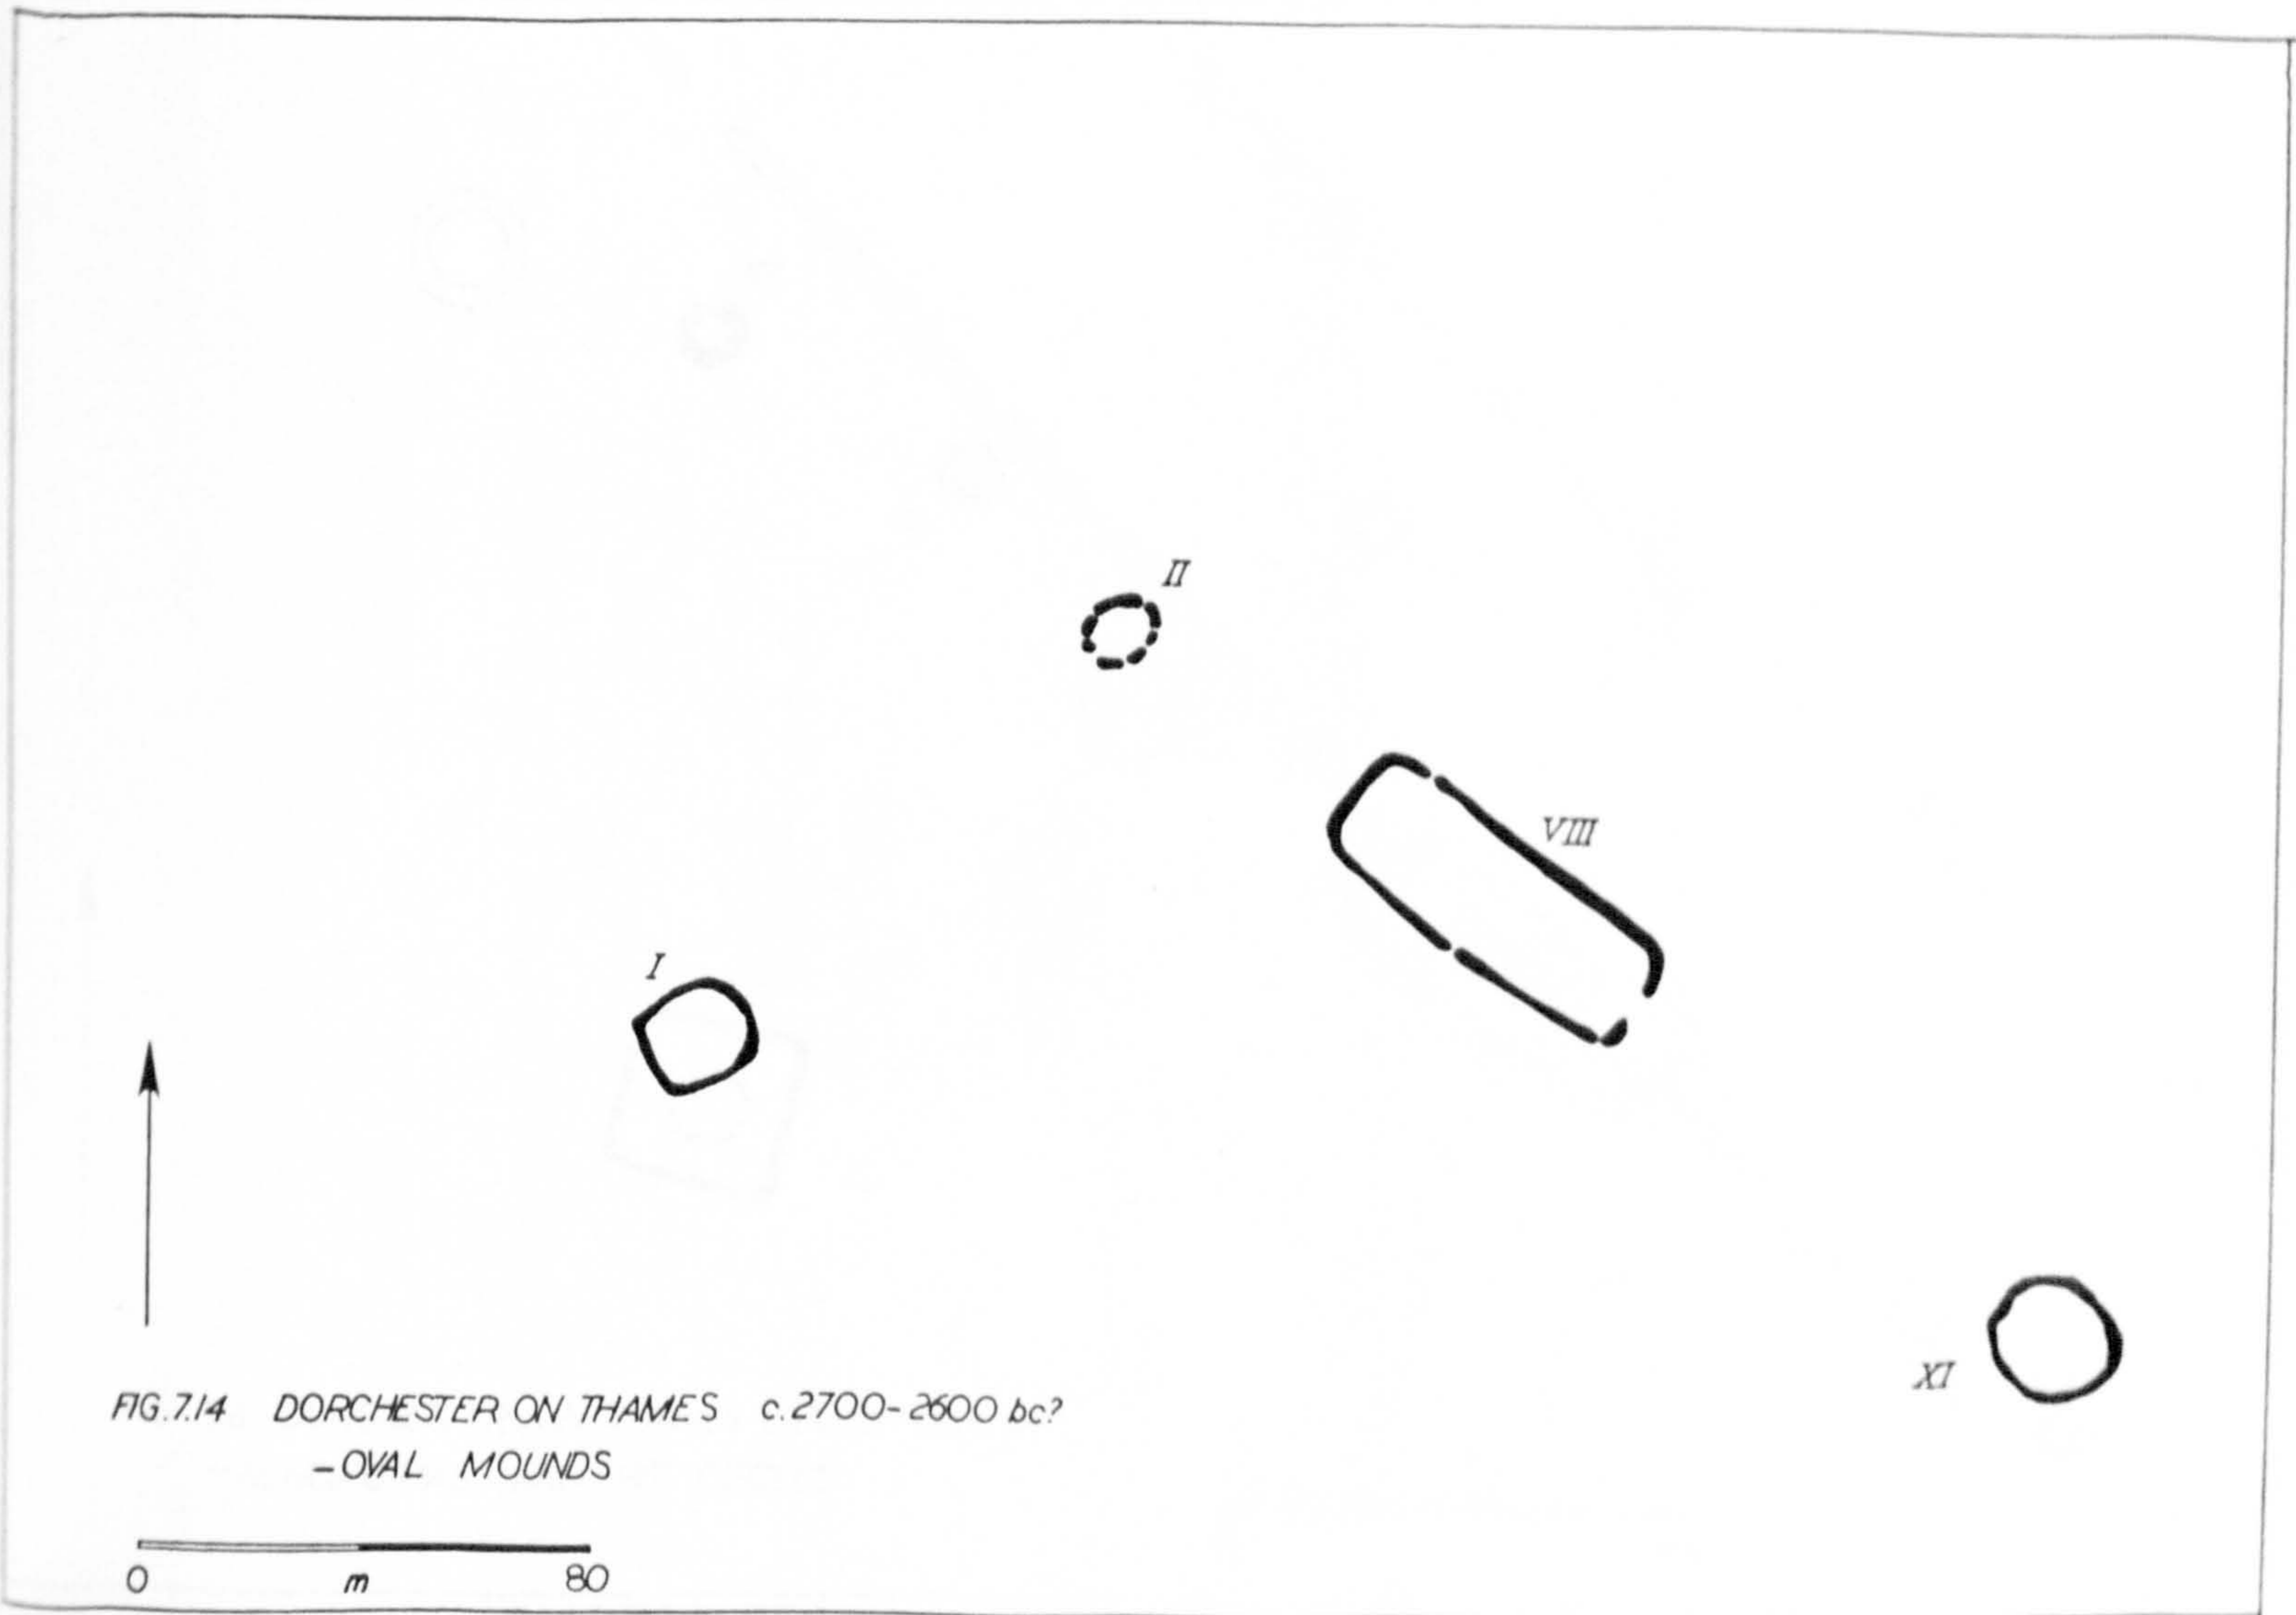 II
VIII
I
XI
FIG. 7.14 DORCHESTER ON THAMES c. 2700-2600 bc?
- OVAL MOUNDS
0 m 80